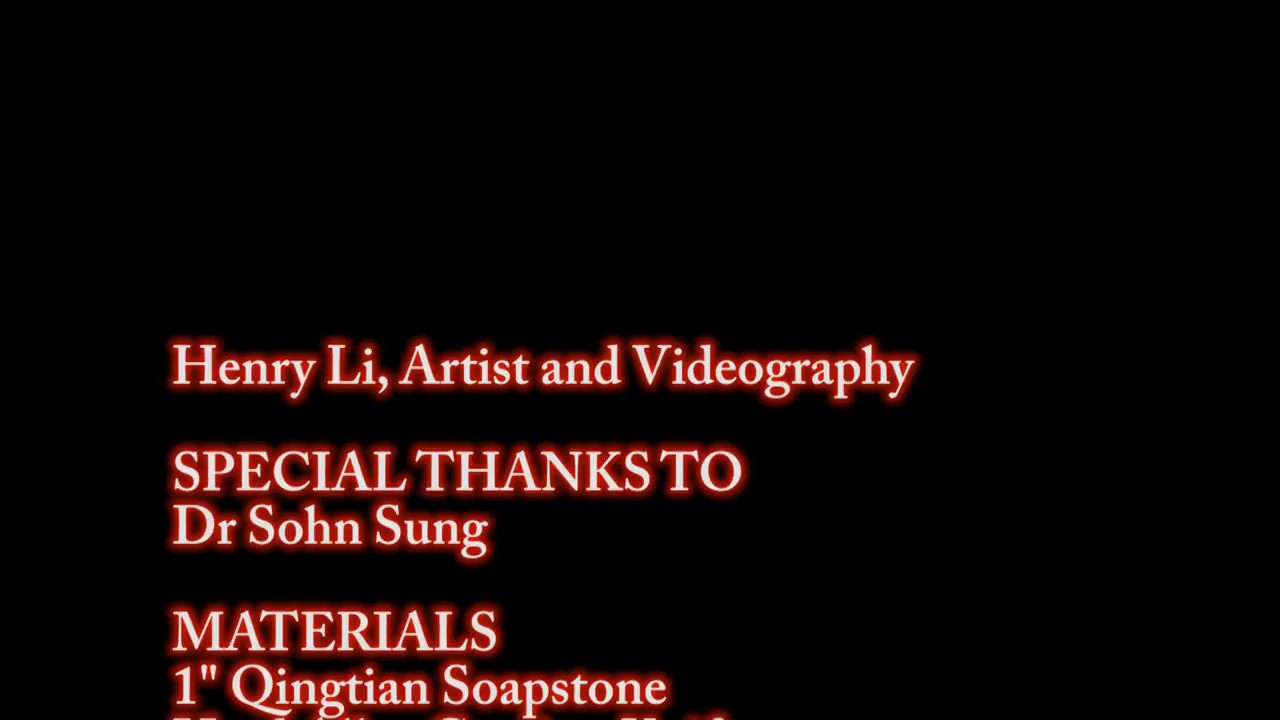 Henry Li, Artist and Videography
SPECIAL THANKS TO
Dr Sohn Sung
MATERIALS
1" Qingtian Soapstone